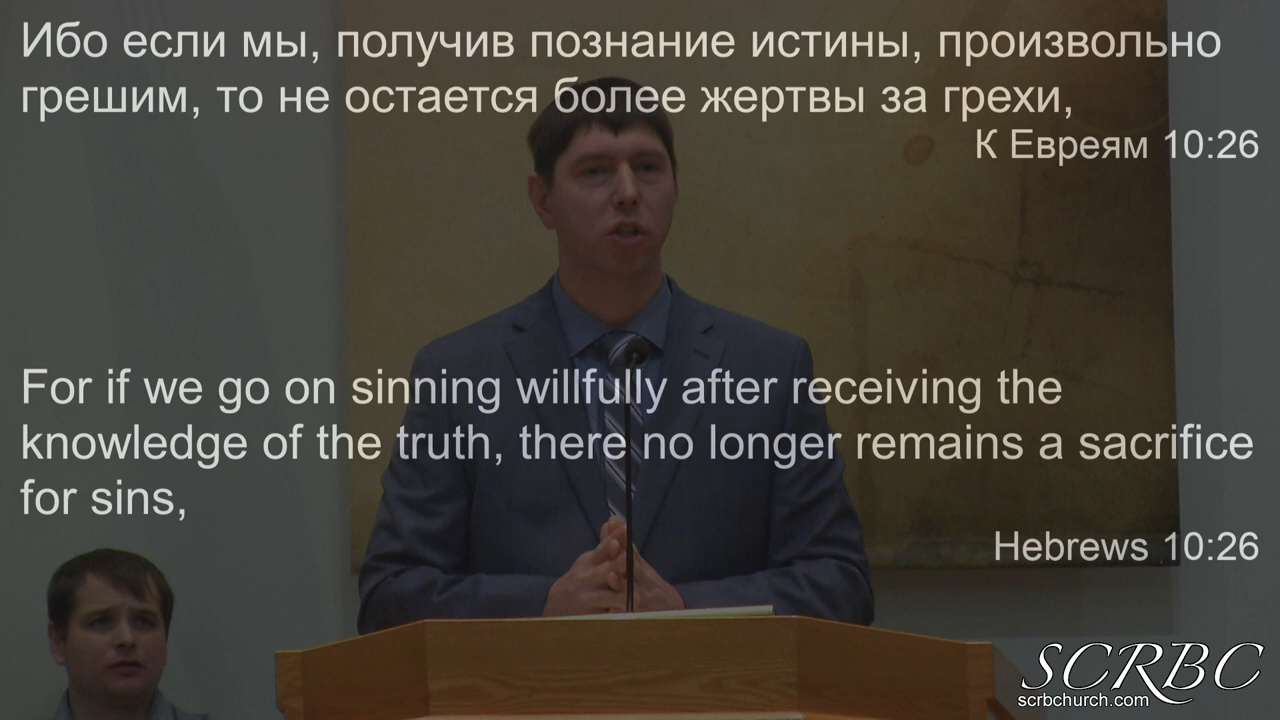 Ибо если мы, получив познание истины, произвольно
грешим, то не остается более жертвы за грехи,
К Евреям 10:26
For if we go on sinning willfully after receiving the
knowledge of the truth, there no longer remains a sacrifice
for sins,
Hebrews 10:26
SCRBC
scrbchurch.com